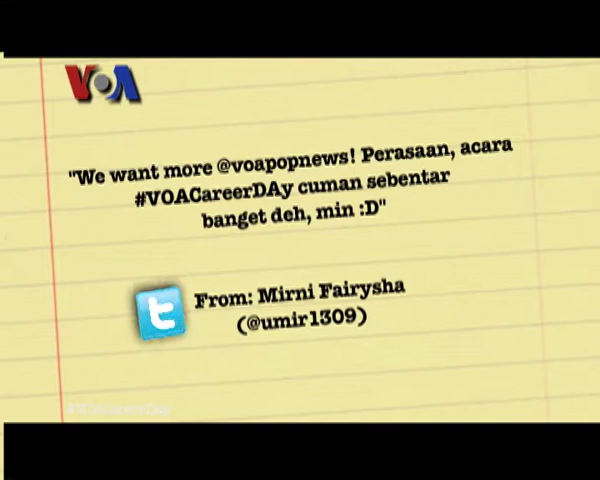 VOA
"We want more @voapopnews! Perasaan, acara
#VOACareerDAy cuman sebentar
banget deh, min :D"
From: Mirni Fairysha
(@umir1309)